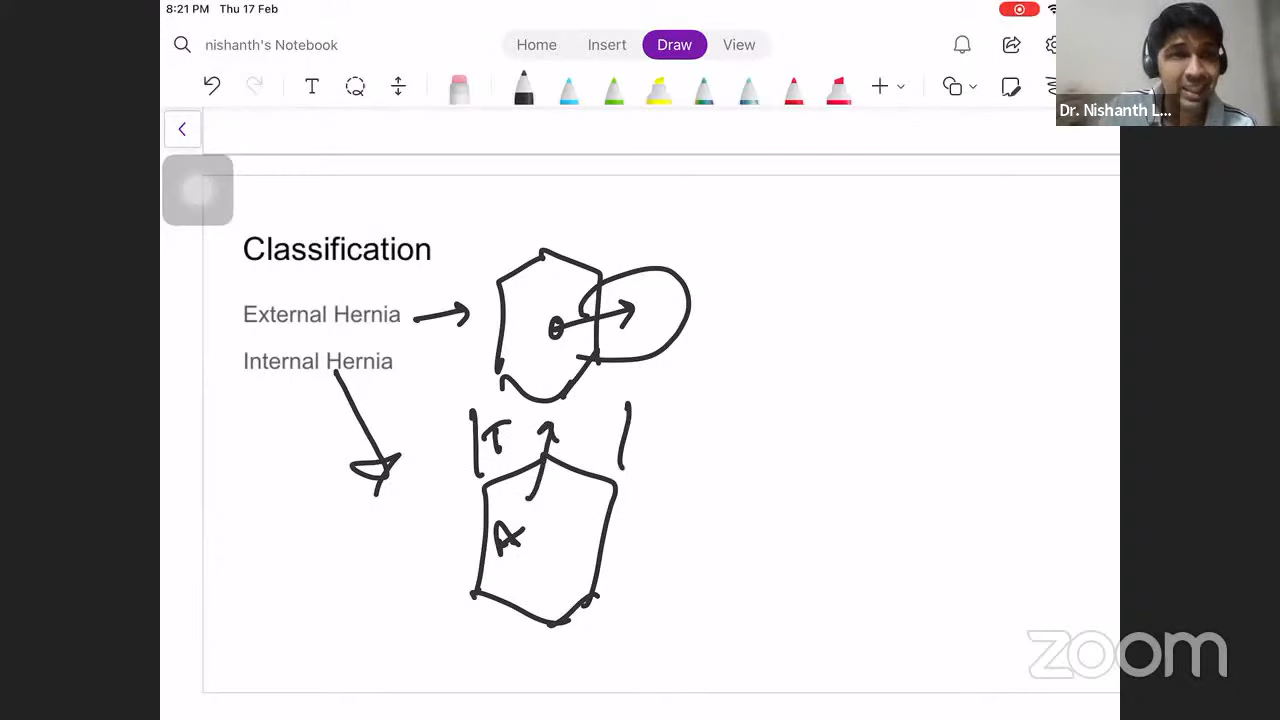 8:21 PM Thu 17 Feb
nishanth's Notebook
Home Insert Draw View
T
Dr. Nishanth L...
Classification
External Hernia
Internal Hernia
T
A
zoom